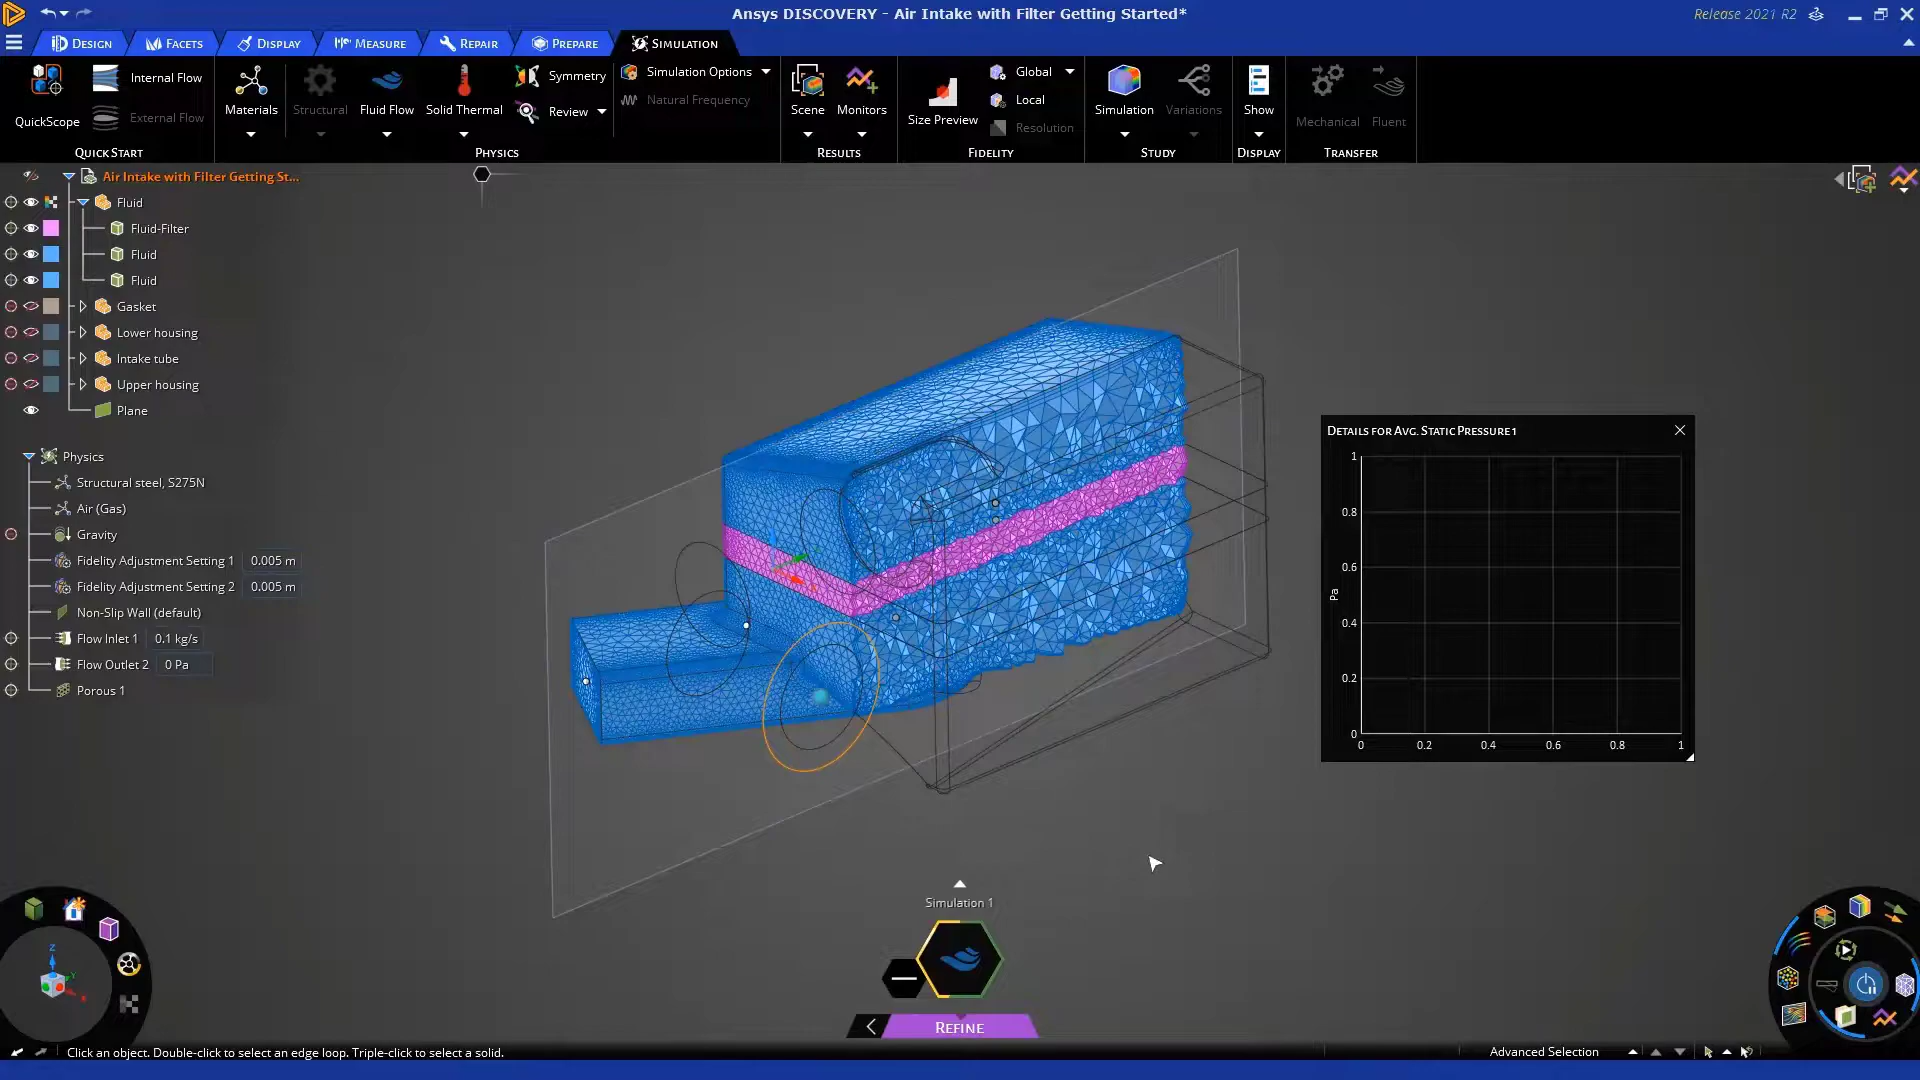 Ansys DISCOVERY - Air Intake with Filter Getting Started*
Release 2021 R2
DESIGN
FACETS
DISPLAY
MEASURE
REPAIR
PREPARE
SIMULATION
QuickScope
Internal Flow
External Flow
QUICK START
Materials
Structural
Fluid Flow
Solid Thermal
Symmetry
Review
Simulation Options
Natural Frequency
PHYSICS
Scene
Monitors
RESULTS
Size Preview
Global
Local
Resolution
FIDELITY
Simulation
Variations
STUDY
Show
DISPLAY
Mechanical
Fluent
TRANSFER
Air Intake with Filter Getting St...
Fluid
Fluid-Filter
Fluid
Fluid
Gasket
Lower housing
Intake tube
Upper housing
Plane
Physics
Structural steel, S275N
Air (Gas)
Gravity
Fidelity Adjustment Setting 1 0.005 m
Fidelity Adjustment Setting 2 0.005 m
Non-Slip Wall (default)
Flow Inlet 1 0.1 kg/s
Flow Outlet 2 0 Pa
Porous 1
DETAILS FOR AVG. STATIC PRESSURE 1
1
0.8
0.6
Pa
0.4
0.2
0
0 0.2 0.4 0.6 0.8 1
Simulation 1
REFINE
Z
Y
X
Click an object. Double-click to select an edge loop. Triple-click to select a solid.
Advanced Selection